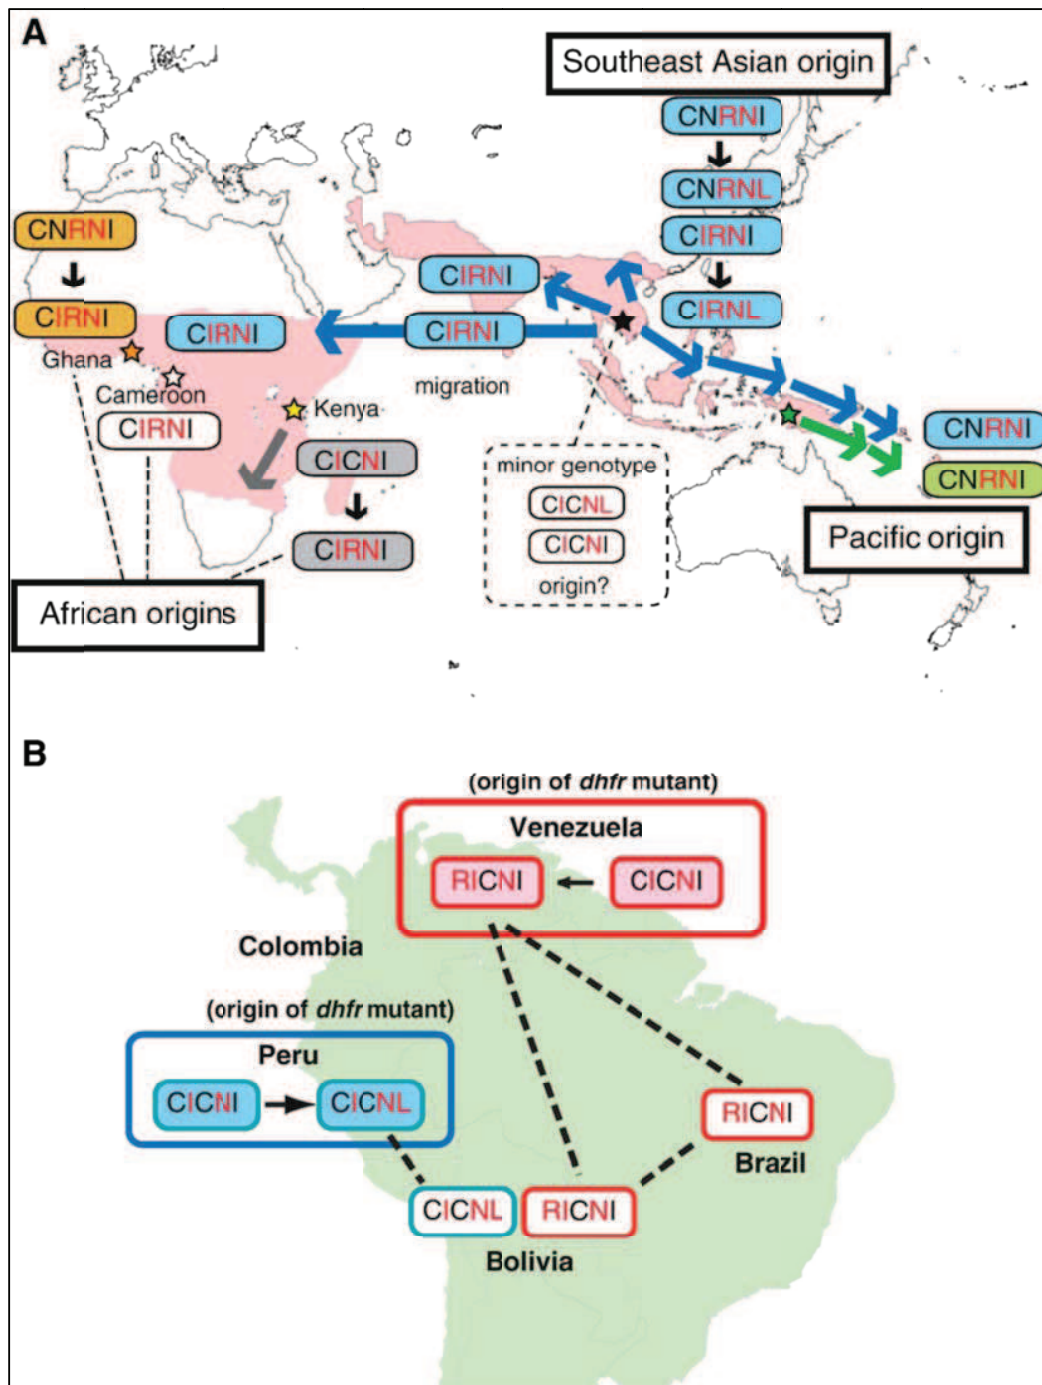 A
Southeast Asian origin
CNRNI
CNRNL
CIRNI
CIRNL
CNRNI
CIRNI
Ghana
Cameroon
CIRNI
CIRNI
CIRNI
CIRNI
migration
Kenya
CICNI
CIRNI
minor genotype
CICNL
CICNI
origin?
CNRNI
CNRNI
Pacific origin
African origins
B
(origin of dhfr mutant)
Venezuela
RICNI
CICNI
Colombia
(origin of dhfr mutant)
Peru
CICNI
CICNL
RICNI
Brazil
CICNL
RICNI
Bolivia